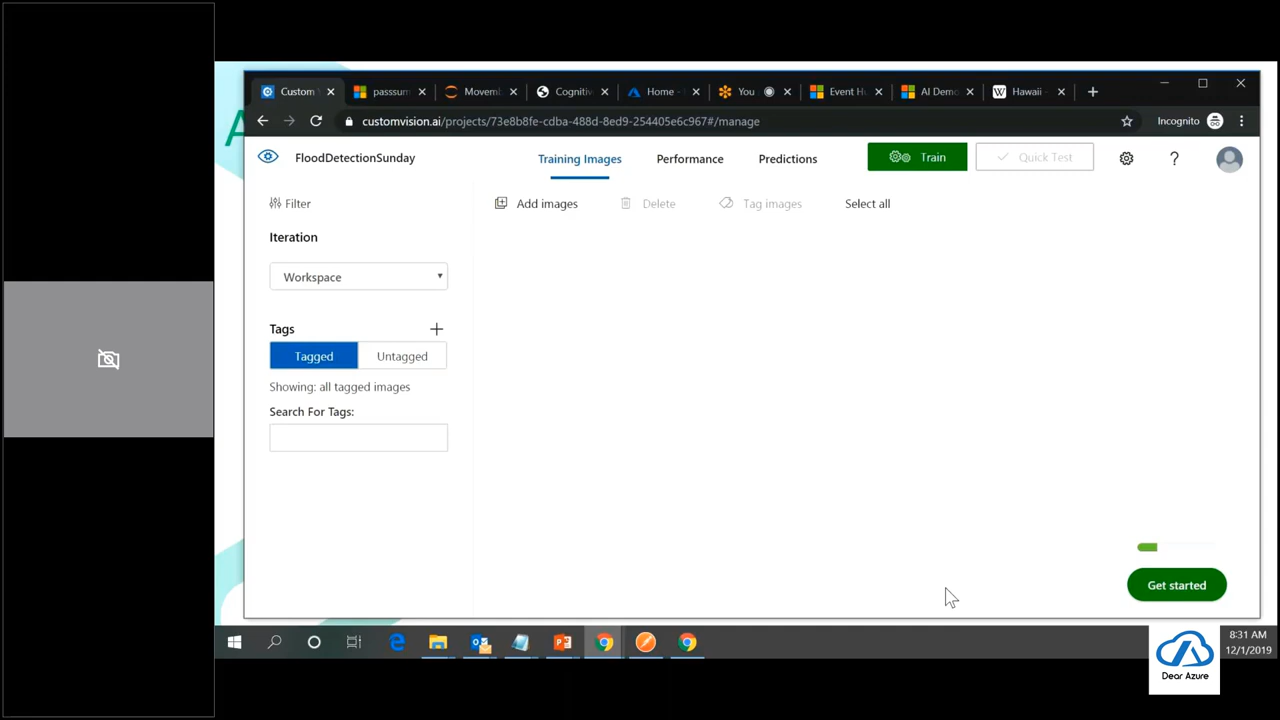 A
Custom V
passsum
Movemb
Cognitiv
Home -
You
Event H
AI Demo
Hawaii -
customvision.ai/projects/73e8b8fe-cdba-488d-8ed9-254405e6c967#/manage
Incognito
FloodDetectionSunday
Training Images
Performance
Predictions
Train
Quick Test
?
Filter
Add images
Delete
Tag images
Select all
Iteration
Workspace
Tags
Tagged
Untagged
Showing: all tagged images
Search For Tags:
Get started
8:31 AM
12/1/2019
Dear Azure